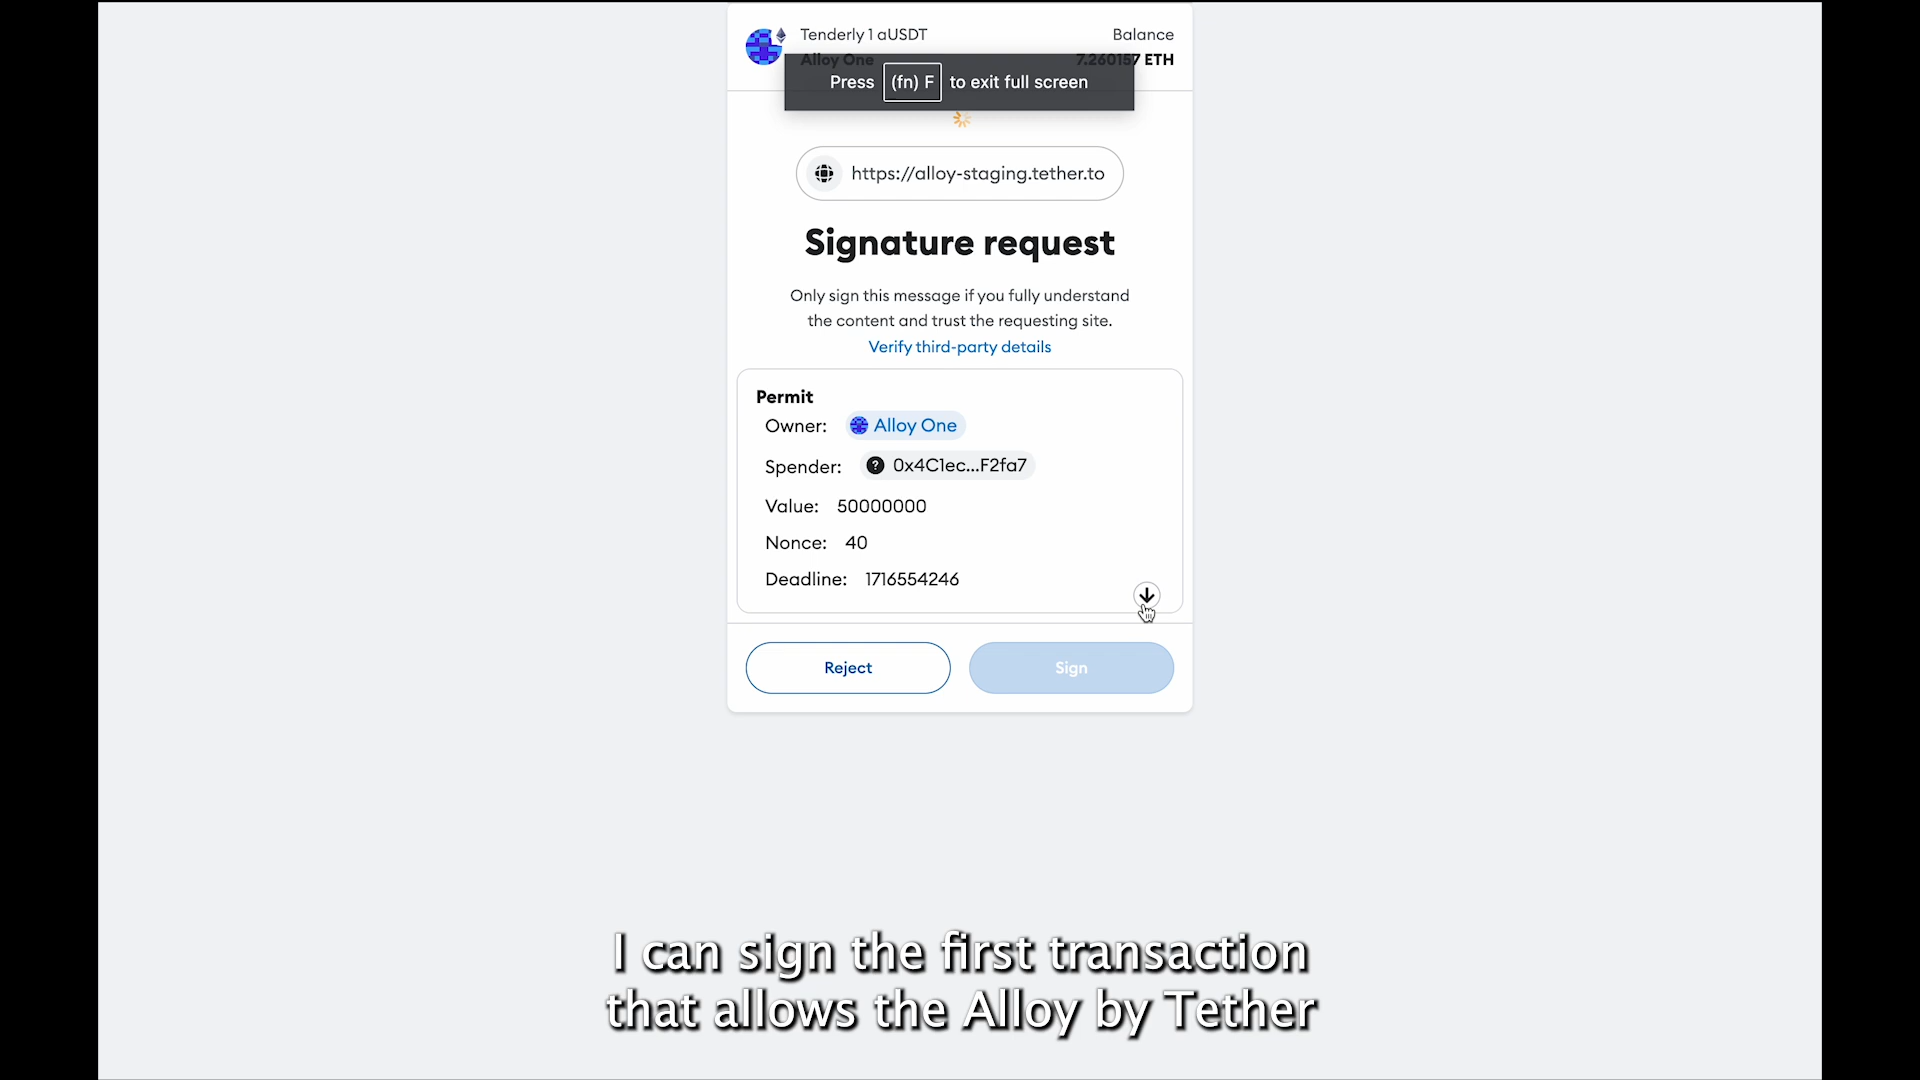 Tenderly 1 aUSDT
Balance
Alloy One
7.260157 ETH
Press (fn) F to exit full screen
https://alloy-staging.tether.to
Signature request
Only sign this message if you fully understand
the content and trust the requesting site.
Verify third-party details
Permit
Owner: Alloy One
Spender: ? 0x4C1ec...F2fa7
Value: 50000000
Nonce: 40
Deadline: 1716554246
Reject
Sign
I can sign the first transaction
that allows the Alloy by Tether